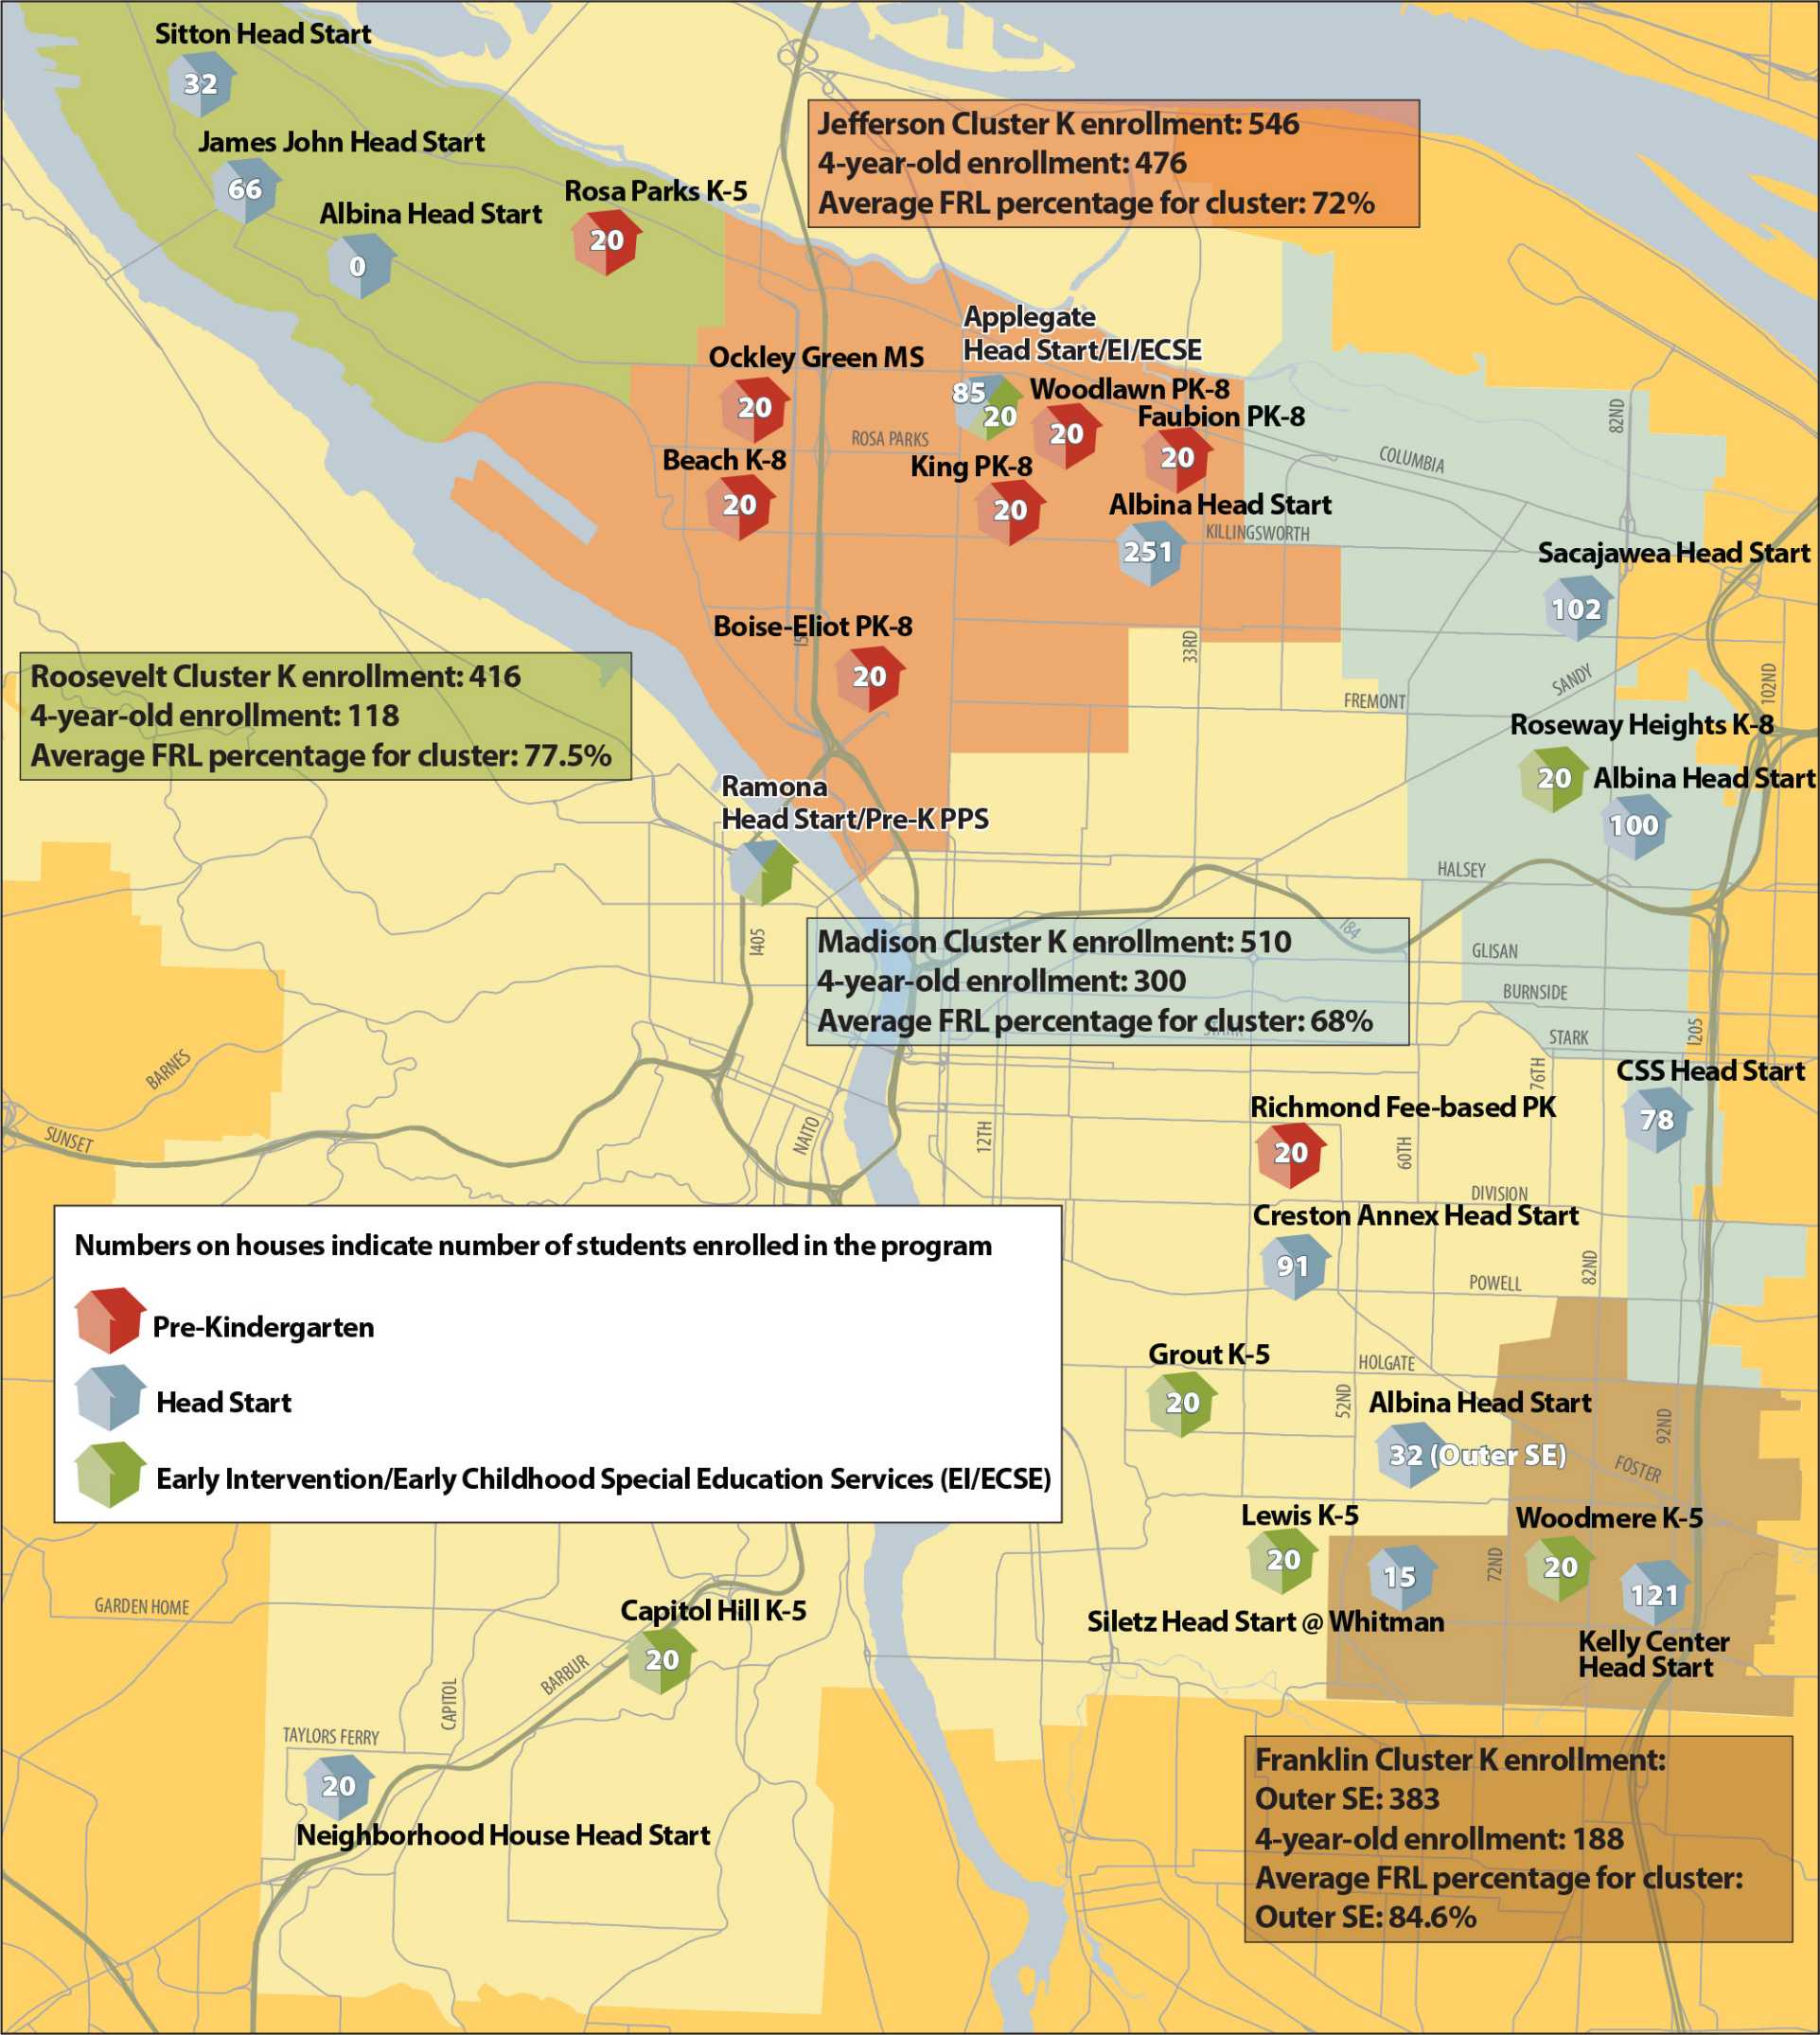 Sitton Head Start
32
James John Head Start
66
Albina Head Start
0
Rosa Parks K-5
20
Jefferson Cluster K enrollment: 546
4-year-old enrollment: 476
Average FRL percentage for cluster: 72%
Applegate
Head Start/EI/ECSE
85
20
Ockley Green MS
20
Woodlawn PK-8
20
Faubion PK-8
20
ROSA PARKS
Beach K-8
20
King PK-8
20
Albina Head Start
251
KILLINGSWORTH
COLUMBIA
82ND
Sacajawea Head Start
102
Boise-Eliot PK-8
20
I5
33RD
SANDY
102ND
FREMONT
Roosevelt Cluster K enrollment: 416
4-year-old enrollment: 118
Average FRL percentage for cluster: 77.5%
Roseway Heights K-8
20
Albina Head Start
100
Ramona
Head Start/Pre-K PPS
HALSEY
I405
I84
GLISAN
Madison Cluster K enrollment: 510
4-year-old enrollment: 300
Average FRL percentage for cluster: 68%
STARK
BURNSIDE
STARK
I205
76TH
CSS Head Start
78
BARNES
SUNSET
NAITO
12TH
Richmond Fee-based PK
20
60TH
DIVISION
Creston Annex Head Start
91
82ND
POWELL
Numbers on houses indicate number of students enrolled in the program
Pre-Kindergarten
Head Start
Early Intervention/Early Childhood Special Education Services (EI/ECSE)
Grout K-5
20
HOLGATE
52ND
Albina Head Start
32 (Outer SE)
92ND
FOSTER
Lewis K-5
20
15
Siletz Head Start @ Whitman
72ND
Woodmere K-5
20
121
Kelly Center
Head Start
GARDEN HOME
Capitol Hill K-5
20
BARBUR
CAPITOL
TAYLORS FERRY
20
Neighborhood House Head Start
Franklin Cluster K enrollment:
Outer SE: 383
4-year-old enrollment: 188
Average FRL percentage for cluster:
Outer SE: 84.6%